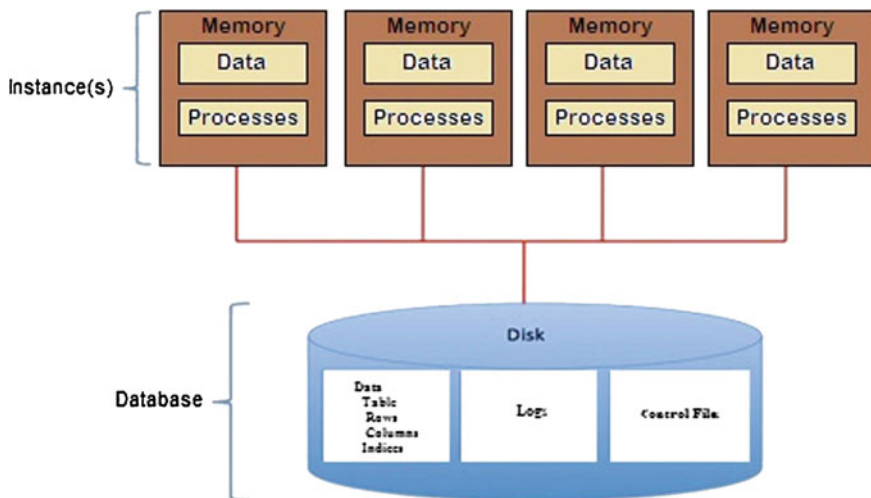 Memory Memory Memory Memory
Data Data Data Data
Instance(s)
Processes Processes Processes Processes
Disk
Data
Table
Rows
Columns
Indices
Logs
Control File
Database